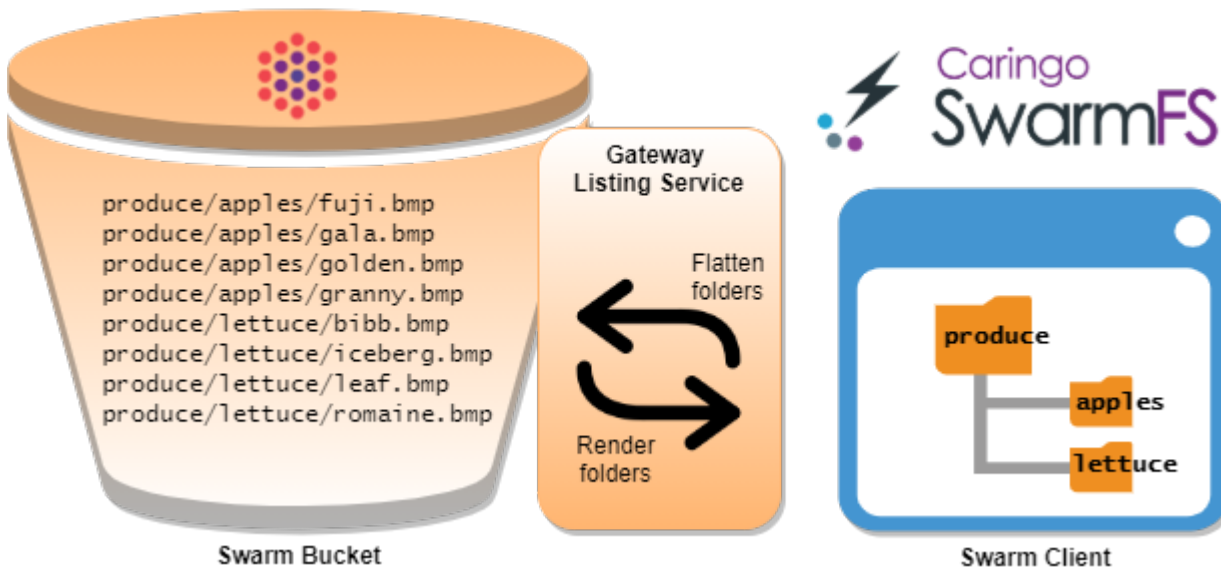 produce/apples/fuji.bmp
produce/apples/gala.bmp
produce/apples/golden.bmp
produce/apples/granny.bmp
produce/lettuce/bibb.bmp
produce/lettuce/iceberg.bmp
produce/lettuce/leaf.bmp
produce/lettuce/romaine.bmp
Swarm Bucket
Gateway
Listing Service
Flatten
folders
Render
folders
Caringo
SwarmFS
produce
apples
lettuce
Swarm Client